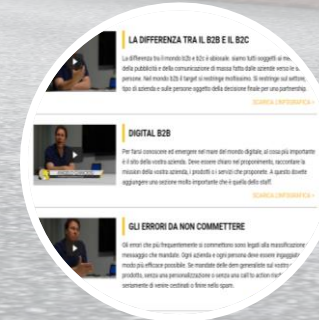 LA DIFFERENZA TRA IL B2B E IL B2C
La differenza tra il mondo b2b e b2c è abissale: siamo tutti soggetti ai
della pubblicità e della comunicazione di massa fatta dalle aziende verso le
persone. Nel mondo b2b il target si restringe moltissimo. Si restringe sul settore,
tipo di azienda e sulle persone oggetto della decisione finale per una partnership.
SCARICA L'INFOGRAFICA >
DIGITAL B2B
Per farsi conoscere ed emergere nel mare del mondo digitale, al cosa più importante
è il sito della vostra azienda. Deve essere chiaro nel proponimento, raccontare la
mission della vostra azienda, i prodotti o i servizi che proponete. A questo dovete
aggiungere una sezione molto importante che è quella dello staff.
SCARICA L'INFOGRAFICA >
GLI ERRORI DA NON COMMETTERE
Gli errori che più frequentemente si commettono sono legati alla massificazione
messaggio che mandate. Ogni azienda e ogni persona deve essere ingaggiata
modo più efficace possibile. Se mandate delle dem generaliste sul vostro
prodotto, senza una personalizzazione o senza una call to action
seriamente di venire cestinati o finire nello spam.